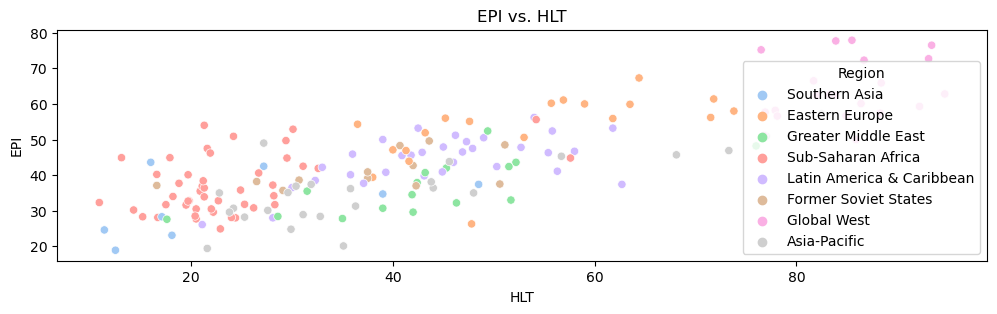 EPI vs. HLT
80
70
60
50
40
30
20
EPI
20
40
60
80
HLT
Region
Southern Asia
Eastern Europe
Greater Middle East
Sub-Saharan Africa
Latin America & Caribbean
Former Soviet States
Global West
Asia-Pacific